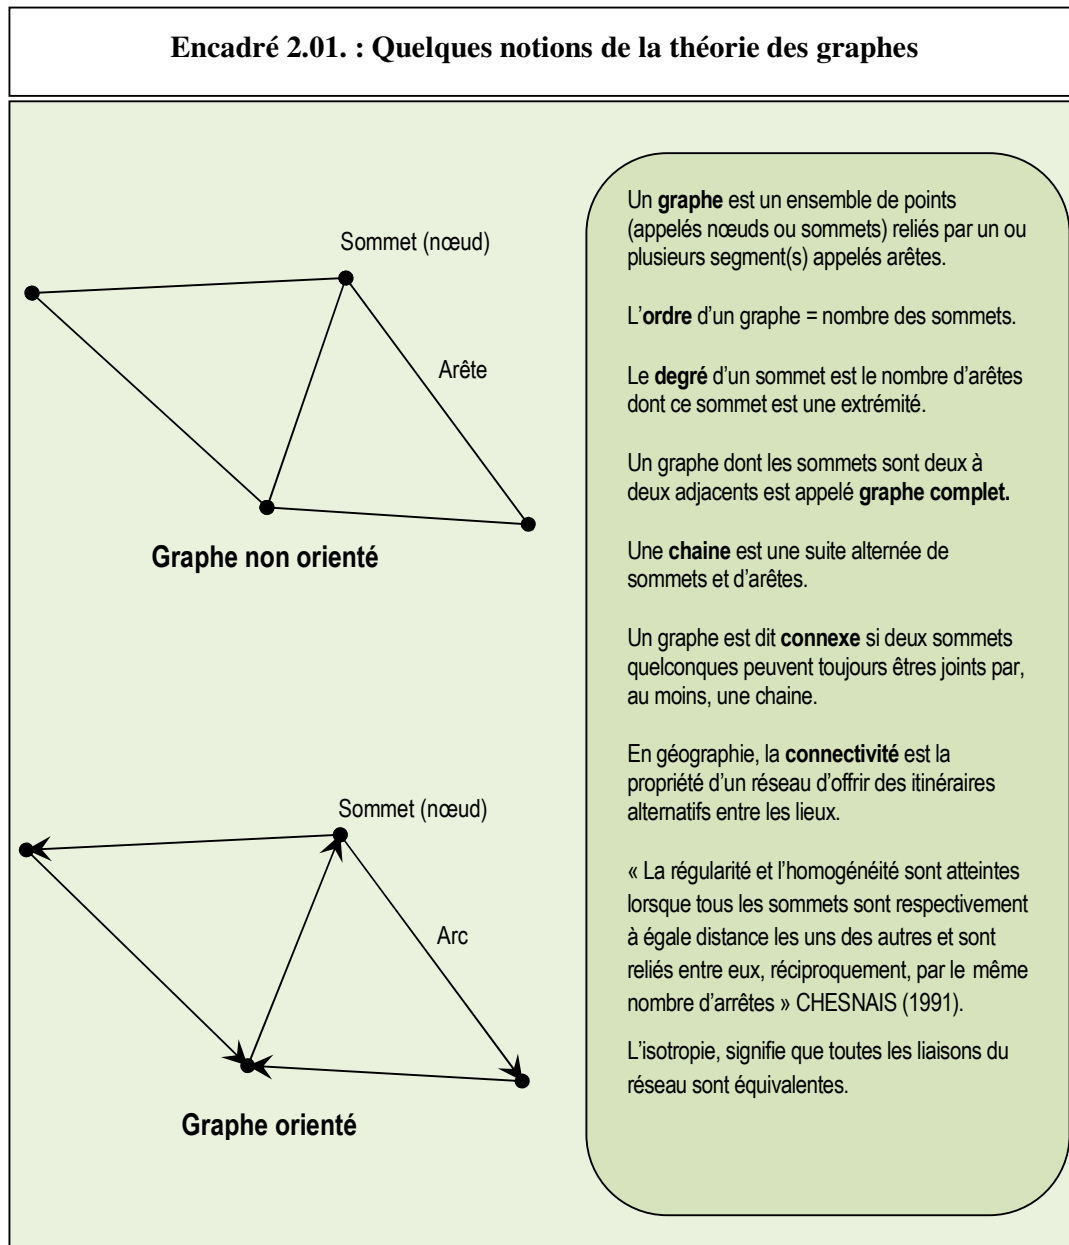 Encadré 2.01. : Quelques notions de la théorie des graphes
Sommet (nœud)
Arête
Graphe non orienté
Sommet (nœud)
Arc
Graphe orienté
Un graphe est un ensemble de points
(appelés nœuds ou sommets) reliés par un ou
plusieurs segment(s) appelés arêtes.
L’ordre d’un graphe = nombre des sommets.
Le degré d’un sommet est le nombre d’arêtes
dont ce sommet est une extrémité.
Un graphe dont les sommets sont deux à
deux adjacents est appelé graphe complet.
Une chaine est une suite alternée de
sommets et d’arêtes.
Un graphe est dit connexe si deux sommets
quelconques peuvent toujours êtres joints par,
au moins, une chaine.
En géographie, la connectivité est la
propriété d’un réseau d’offrir des itinéraires
alternatifs entre les lieux.
« La régularité et l’homogénéité sont atteintes
lorsque tous les sommets sont respectivement
à égale distance les uns des autres et sont
reliés entre eux, réciproquement, par le même
nombre d’arrêtes » CHESNAIS (1991).
L’isotropie, signifie que toutes les liaisons du
réseau sont équivalentes.